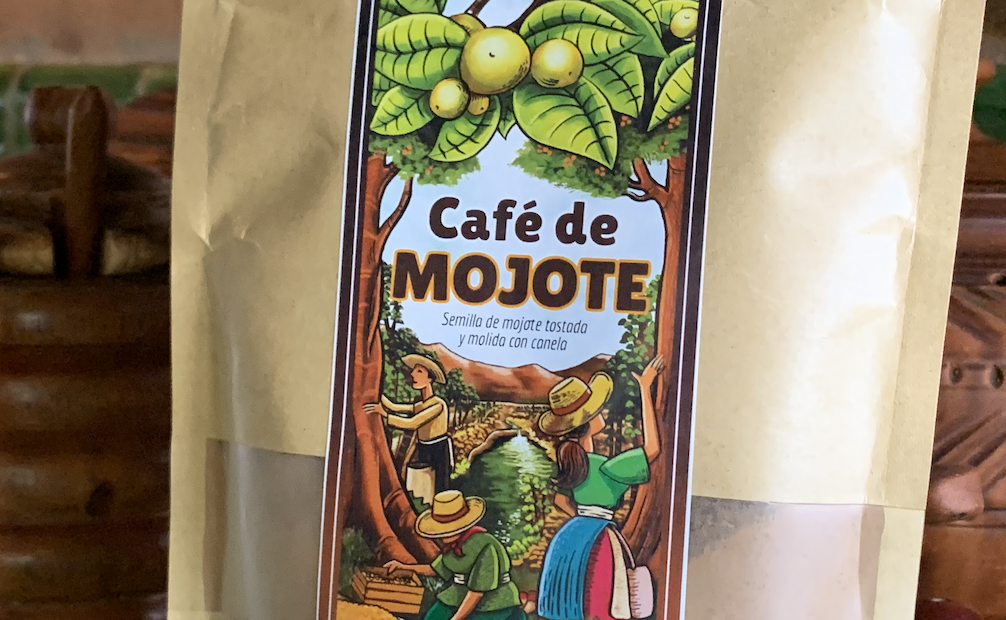 Café de
MOJOTE
Semilla de mojote tostada
y molida con canela